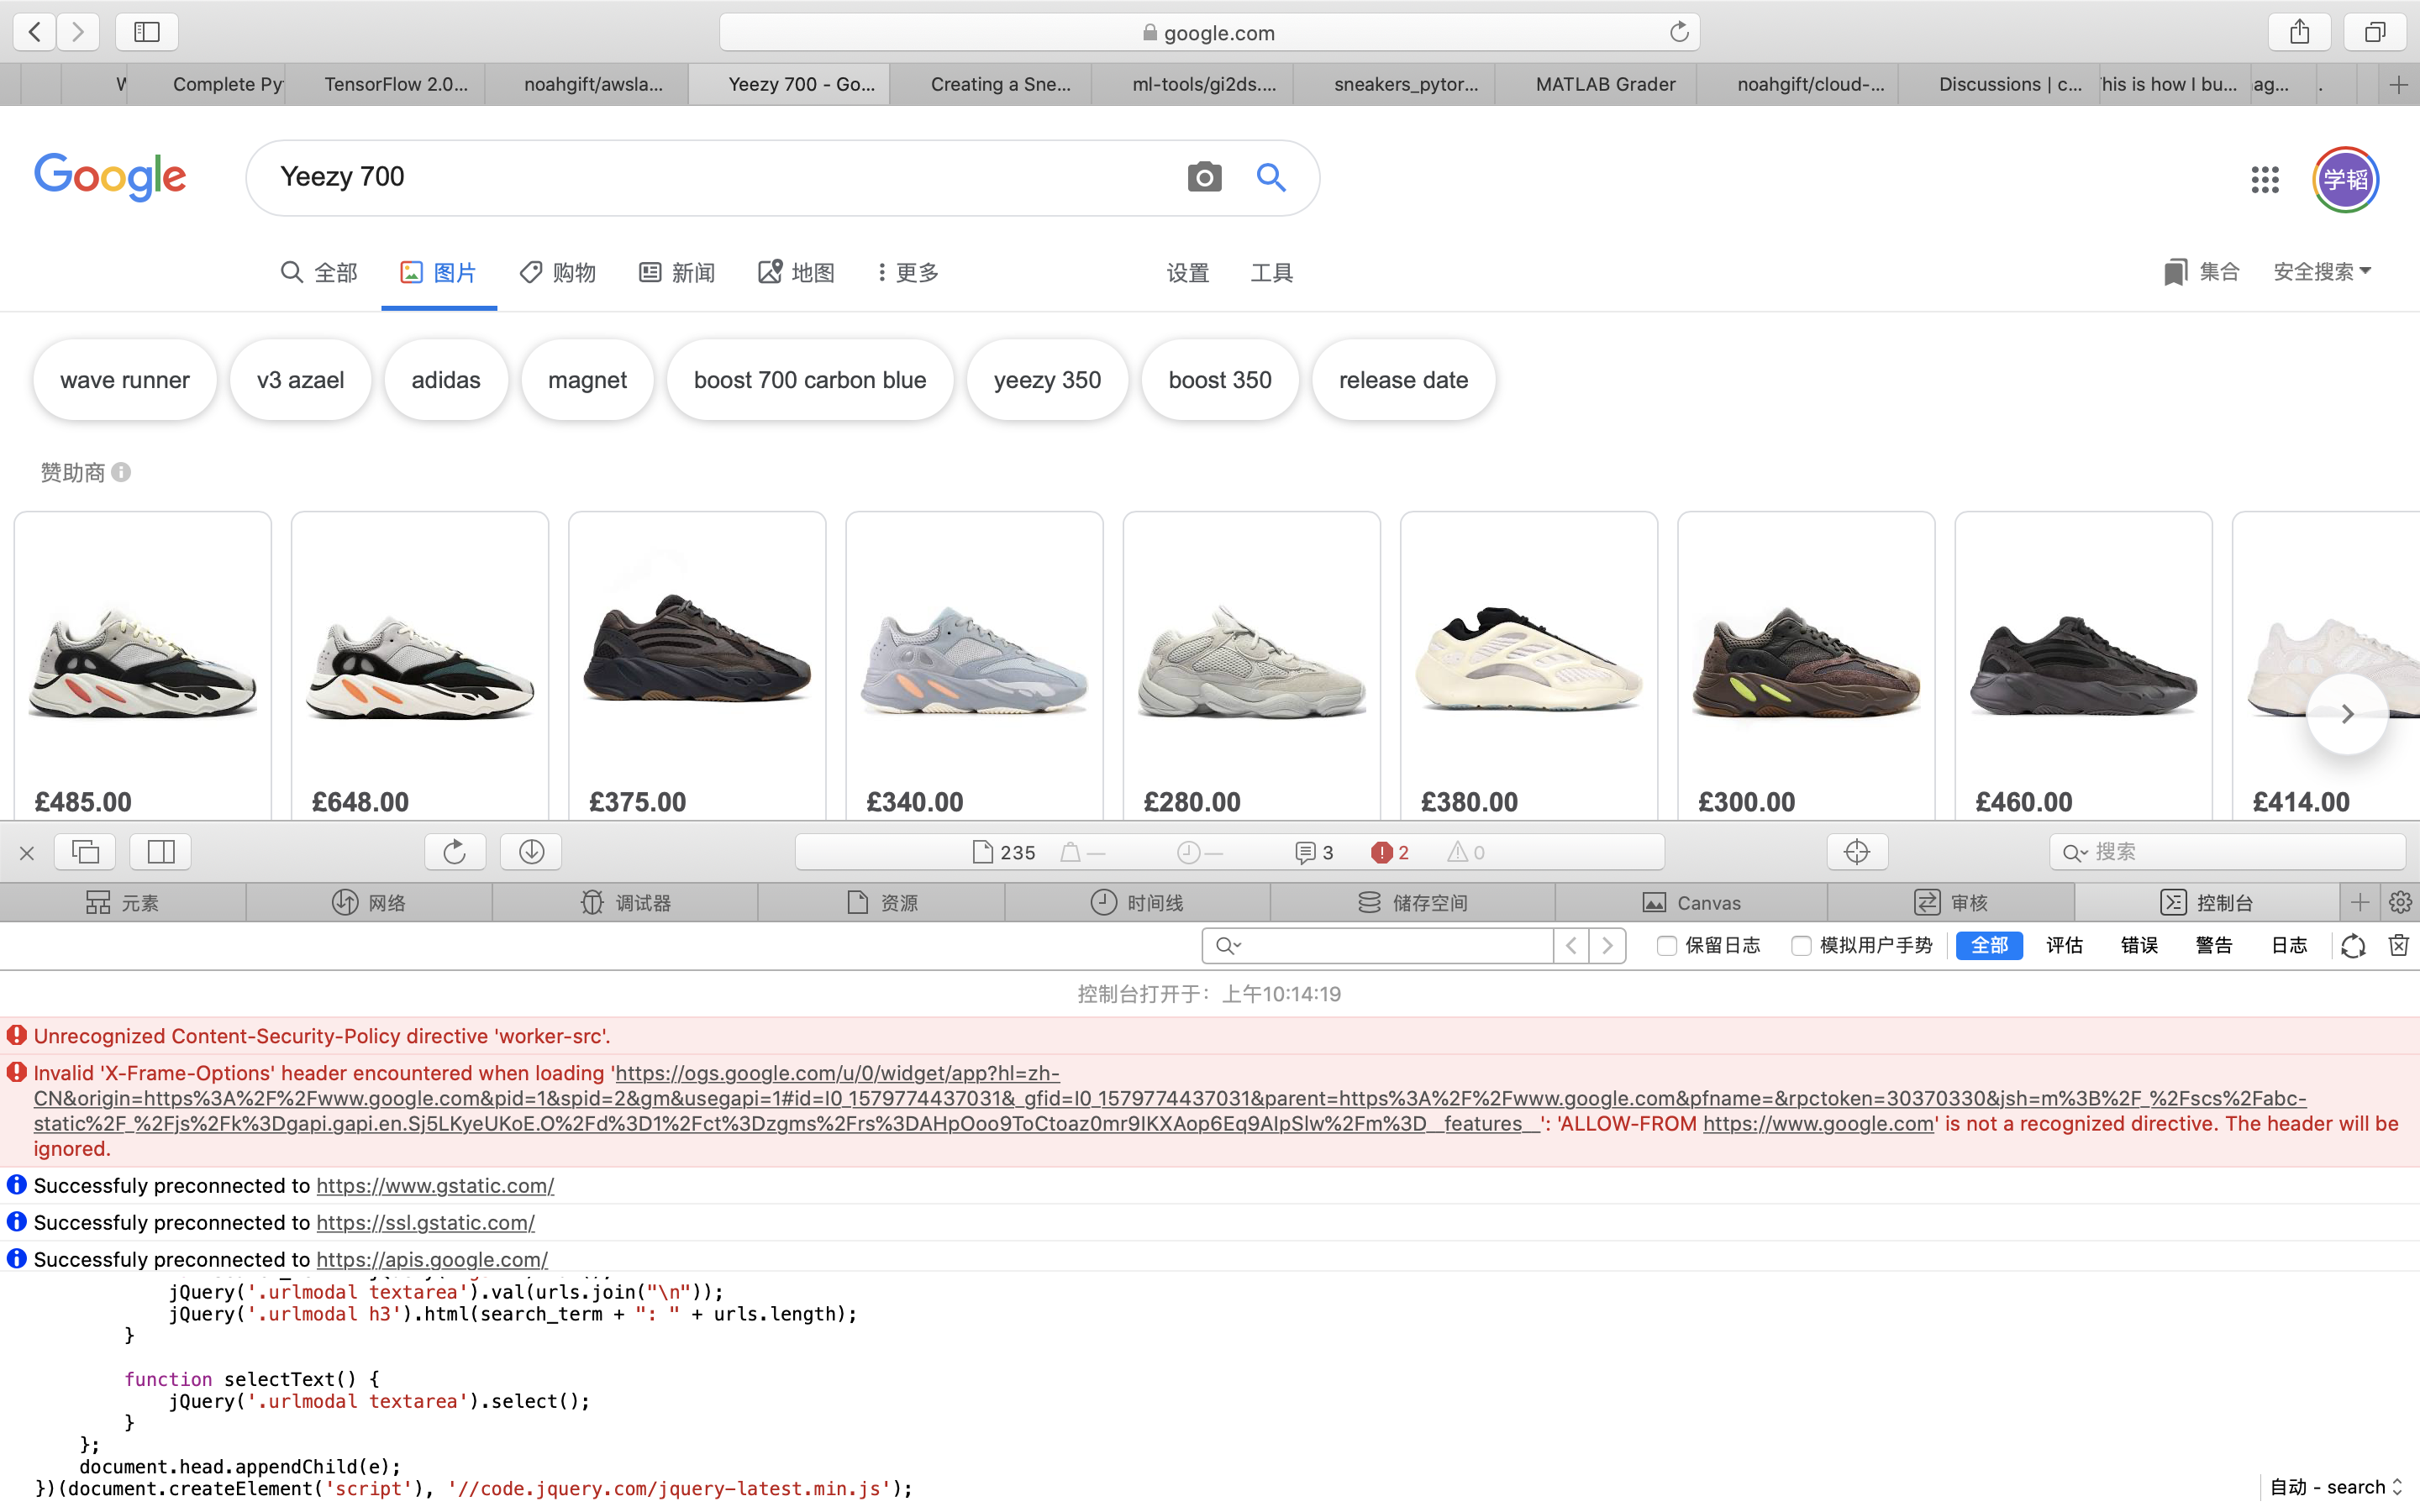 google.com
W Complete Py TensorFlow 2.0... noahgift/awsla... Yeezy 700 - Go... Creating a Sne... ml-tools/gi2ds.... sneakers_pytor... MATLAB Grader noahgift/cloud-... Discussions | c... his is how I bu... ag...
Google Yeezy 700 学韬
全部 图片 购物 新闻 地图 更多 设置 工具 集合 安全搜索
wave runner v3 azael adidas magnet boost 700 carbon blue yeezy 350 boost 350 release date
赞助商
£485.00 £648.00 £375.00 £340.00 £280.00 £380.00 £300.00 £460.00 £414.00
235 — — 3 2 0 搜索
元素 网络 调试器 资源 时间线 储存空间 Canvas 审核 控制台
保留日志 模拟用户手势 全部 评估 错误 警告 日志
控制台打开于：上午10:14:19
Unrecognized Content-Security-Policy directive 'worker-src'.
Invalid 'X-Frame-Options' header encountered when loading 'https://ogs.google.com/u/0/widget/app?hl=zh-
CN&origin=https%3A%2F%2Fwww.google.com&pid=1&spid=2&gm&usegapi=1#id=I0_1579774437031&_gfid=I0_1579774437031&parent=https%3A%2F%2Fwww.google.com&pfname=&rpctoken=30370330&jsh=m%3B%2F_%2Fscs%2Fabc-
static%2F_%2Fjs%2Fk%3Dgapi.gapi.en.Sj5LKyeUKoE.O%2Fd%3D1%2Fct%3Dzgms%2Frs%3DAHpOoo9ToCtoaz0mr9IKXAop6Eq9AIpSlw%2Fm%3D__features__': 'ALLOW-FROM https://www.google.com' is not a recognized directive. The header will be
ignored.
Successfuly preconnected to https://www.gstatic.com/
Successfuly preconnected to https://ssl.gstatic.com/
Successfuly preconnected to https://apis.google.com/
jQuery('.urlmodal textarea').val(urls.join("\n"));
jQuery('.urlmodal h3').html(search_term + ": " + urls.length);
}
function selectText() {
jQuery('.urlmodal textarea').select();
}
};
document.head.appendChild(e);
})(document.createElement('script'), '//code.jquery.com/jquery-latest.min.js');
自动 - search